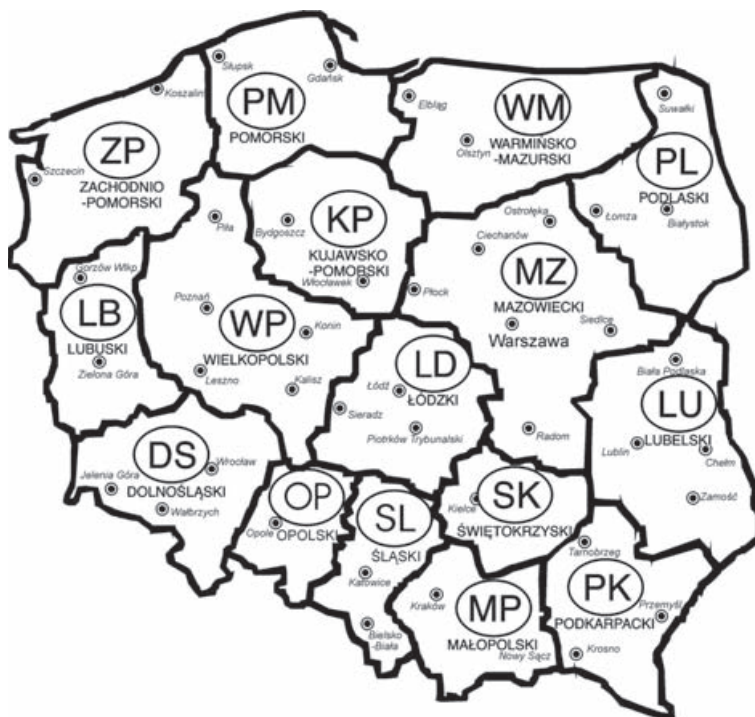 Słupsk
Gdańsk
PM
POMORSKI
Koszalin
ZP
ZACHODNIO
-POMORSKI
Szczecin
Elbląg
WM
WARMIŃSKO
-MAZURSKI
Olsztyn
Suwałki
PL
PODLASKI
Łomża
Białystok
Piła
KP
KUJAWSKO
-POMORSKI
Bydgoszcz
Włocławek
Ostrołęka
Ciechanów
MZ
MAZOWIECKI
Płock
Warszawa
Siedlce
Radom
Gorzów Wlkp
LB
LUBUSKI
Zielona Góra
Poznań
WP
WIELKOPOLSKI
Konin
Leszno
Kalisz
LD
ŁÓDZKI
Łódź
Sieradz
Piotrków Trybunalski
Biała Podlaska
LU
LUBELSKI
Lublin
Chełm
Zamość
DS
DOLNOŚLĄSKI
Wrocław
Jelenia Góra
Wałbrzych
OP
OPOLSKI
Opole
SL
ŚLĄSKI
Katowice
Bielsko
-Biała
SK
ŚWIĘTOKRZYSKI
Kielce
MP
MAŁOPOLSKI
Kraków
Nowy Sącz
Tarnobrzeg
PK
PODKARPACKI
Przemyśl
Krosno